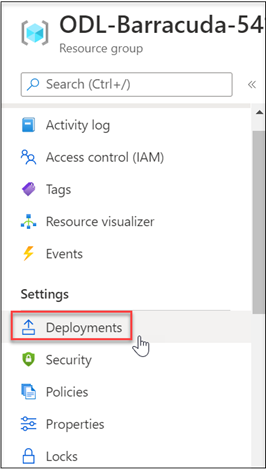 ODL-Barracuda-54
Resource group
Search (Ctrl+/)
Activity log
Access control (IAM)
Tags
Resource visualizer
Events
Settings
Deployments
Security
Policies
Properties
Locks